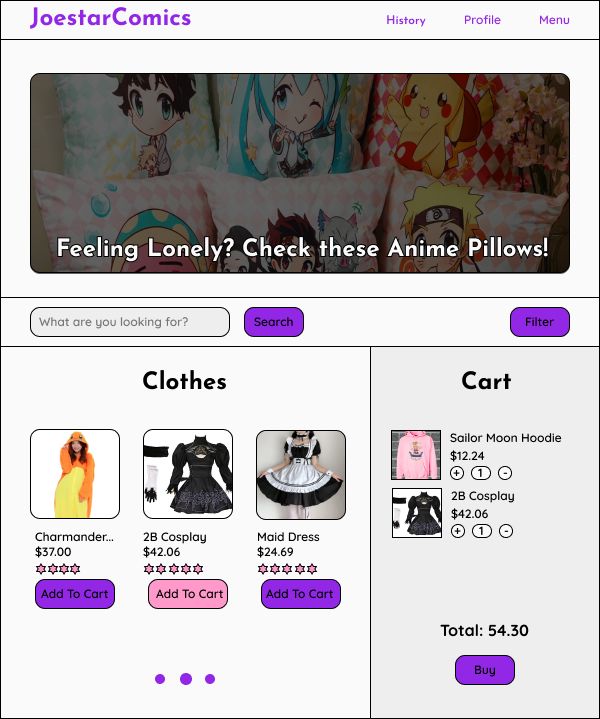 JoestarComics
History Profile Menu
Feeling Lonely? Check these Anime Pillows!
What are you looking for? Search Filter
Clothes
Charmander... 2B Cosplay Maid Dress
$37.00 $42.06 $24.69
Add To Cart Add To Cart Add To Cart
Cart
Sailor Moon Hoodie
$12.24
+ 1 -
2B Cosplay
$42.06
+ 1 -
Total: 54.30
Buy